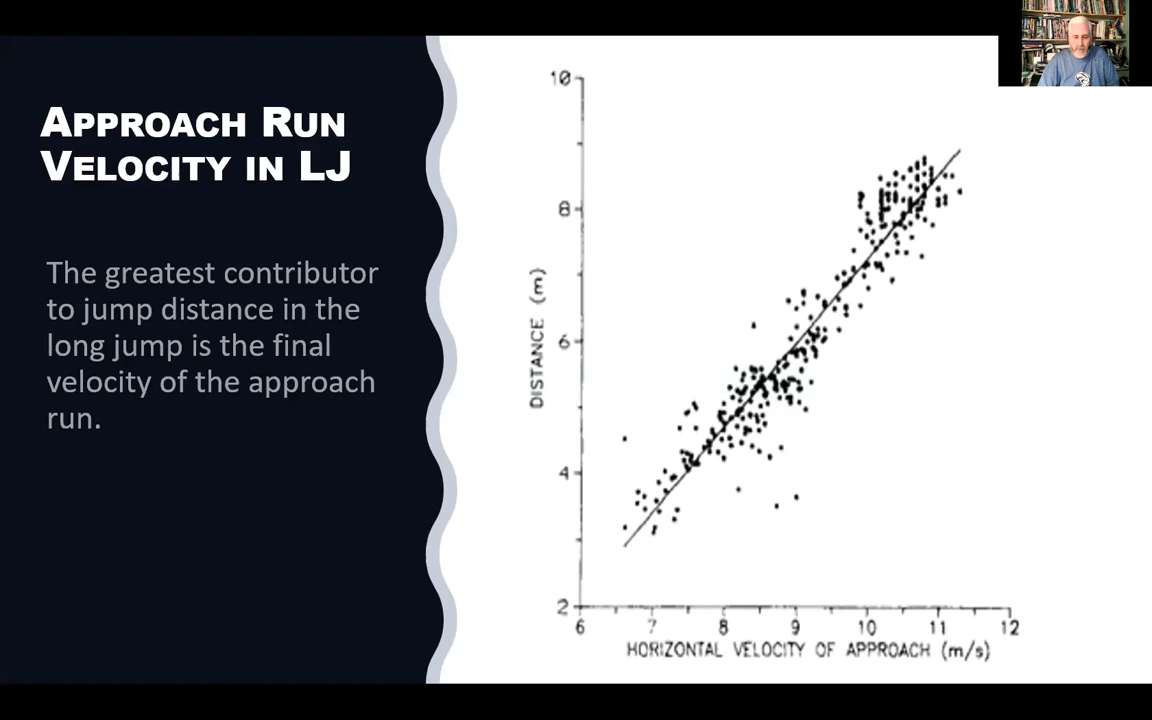 APPROACH RUN
VELOCITY IN LJ
The greatest contributor
to jump distance in the
long jump is the final
velocity of the approach
run.
10
8
6
4
2
DISTANCE (m)
6 7 8 9 10 11 12
HORIZONTAL VELOCITY OF APPROACH (m/s)